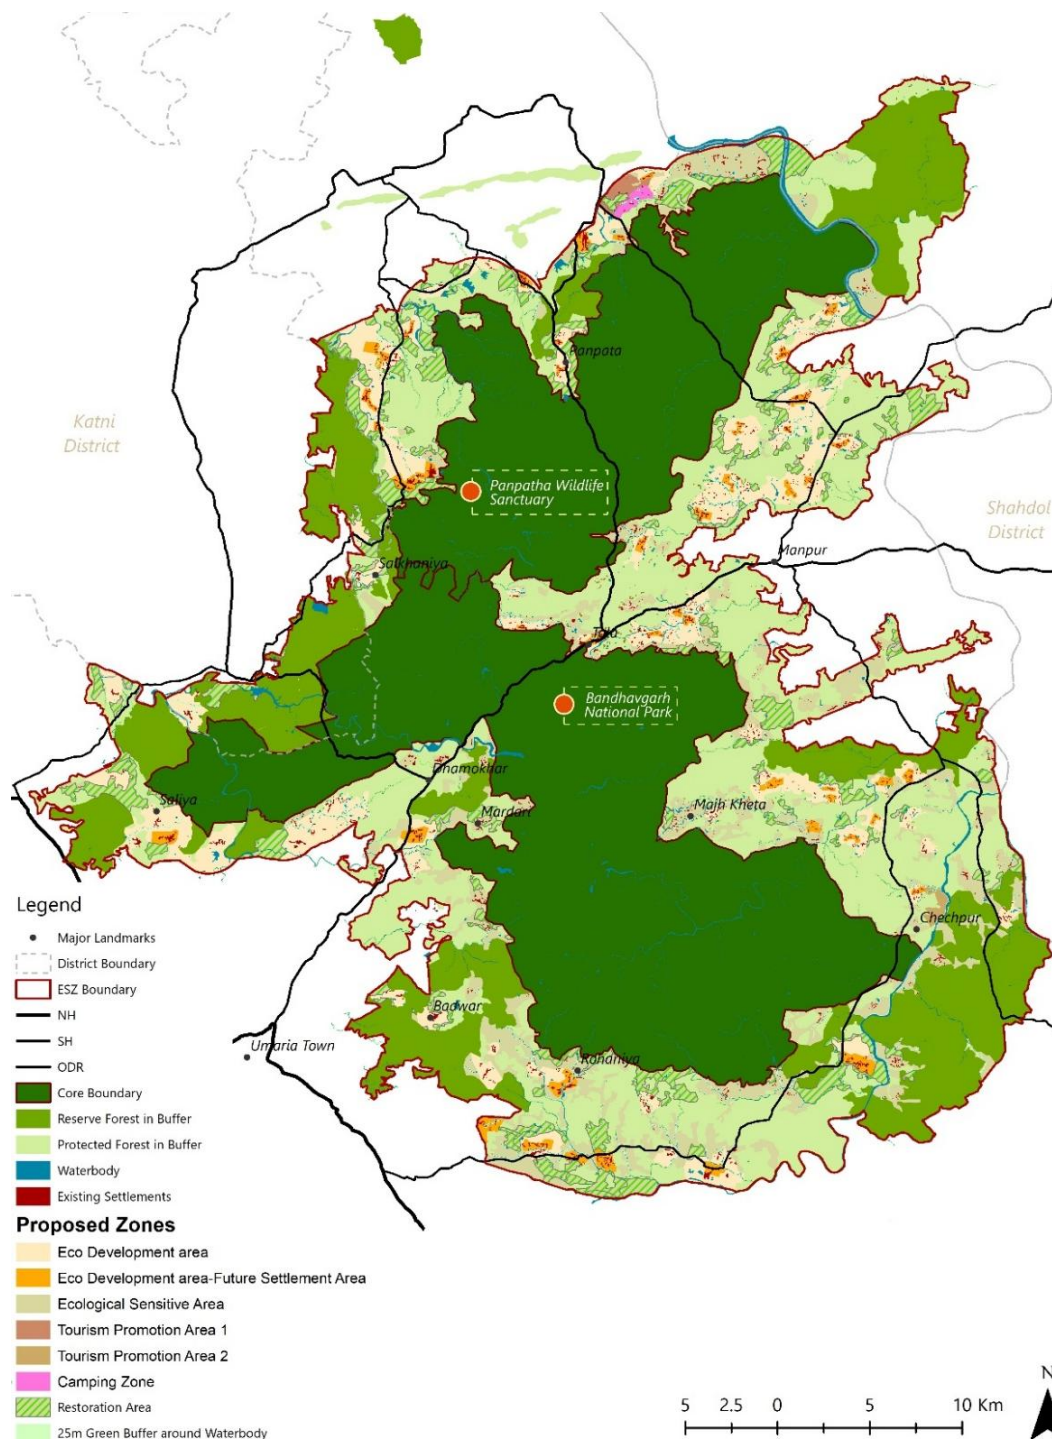 Katni
District
Panpata
Panpatha Wildlife
Sanctuary
Shahdol
District
Manpur
Salkhaniya
Tala
Bandhavgarh
National Park
Dhamokhar
Saliya
Mardari
Majh Kheta
Chechpur
Badwar
Umaria Town
Rohaniya
Legend
Major Landmarks
District Boundary
ESZ Boundary
NH
SH
ODR
Core Boundary
Reserve Forest in Buffer
Protected Forest in Buffer
Waterbody
Existing Settlements
Proposed Zones
Eco Development area
Eco Development area-Future Settlement Area
Ecological Sensitive Area
Tourism Promotion Area 1
Tourism Promotion Area 2
Camping Zone
Restoration Area
25m Green Buffer around Waterbody
5 2.5 0 5 10 Km
N